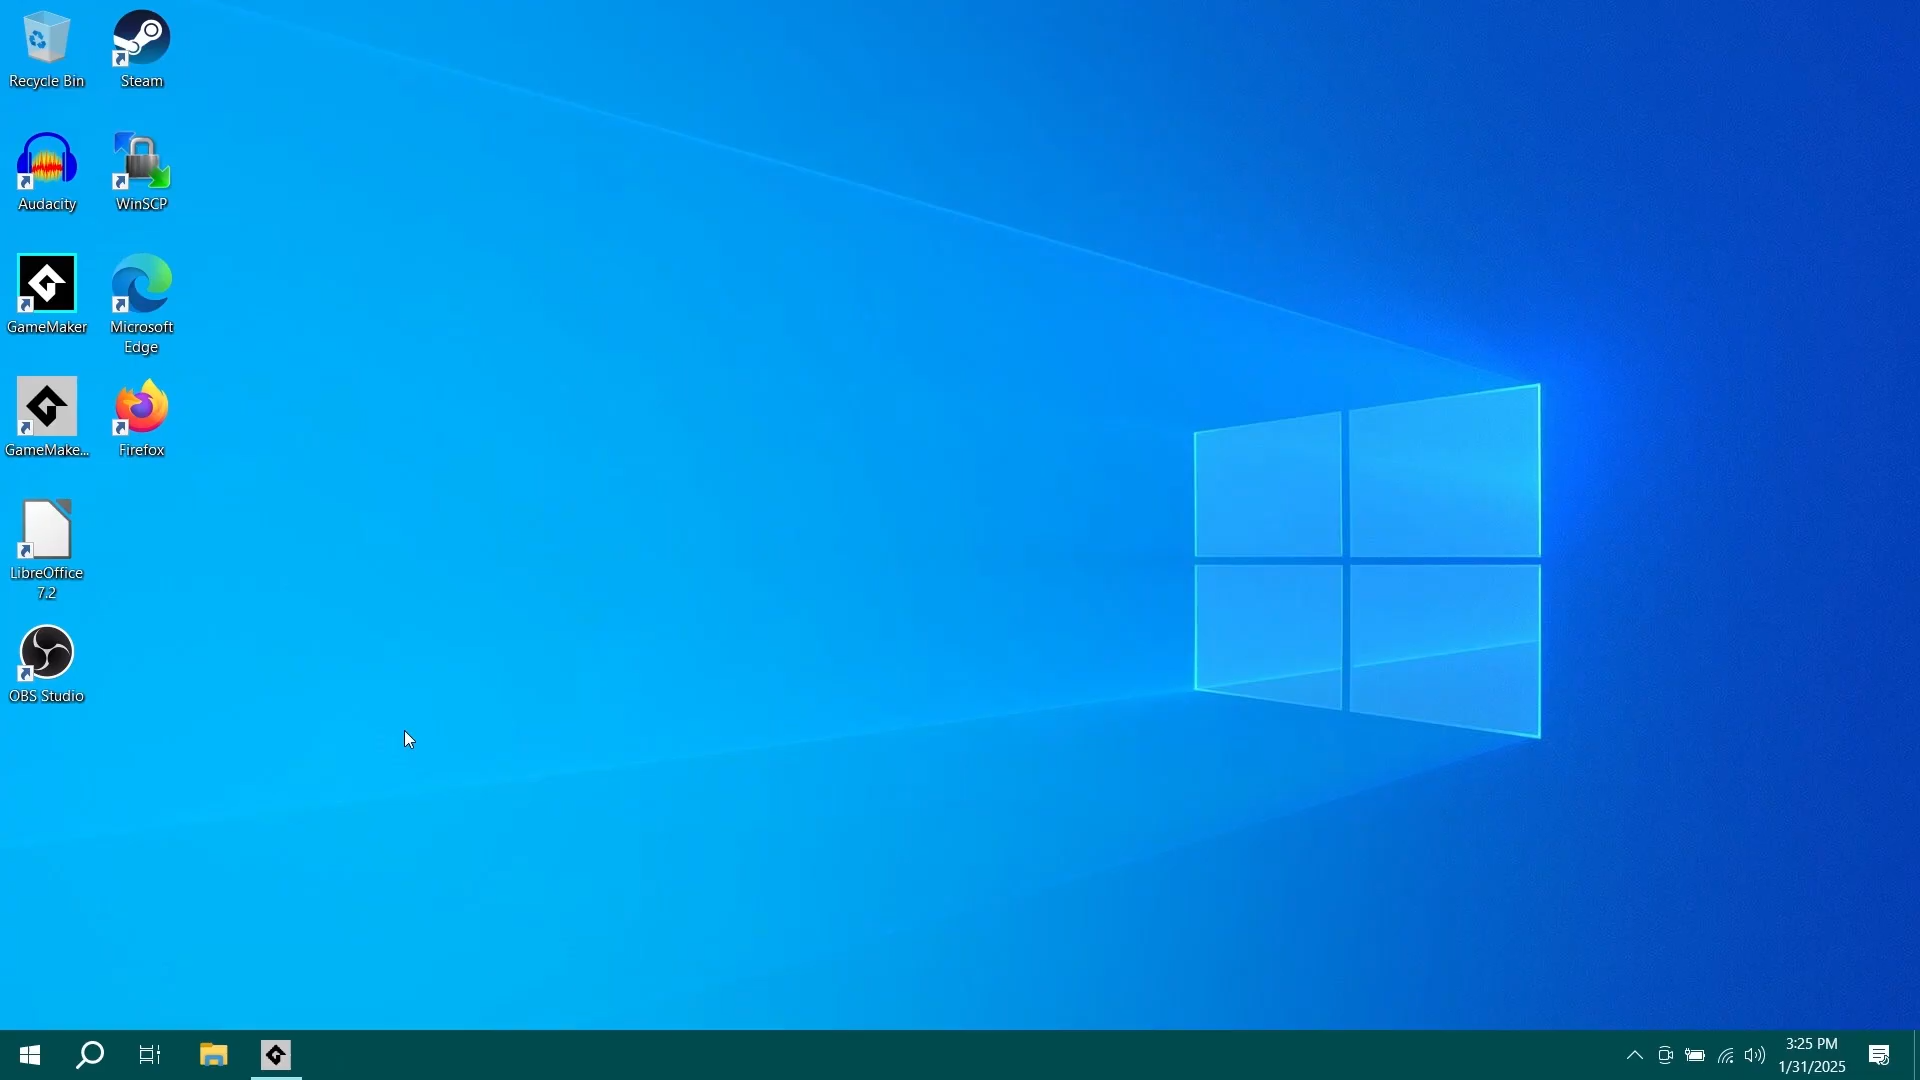 Recycle Bin
Steam
Audacity
WinSCP
GameMaker
Microsoft
Edge
GameMake...
Firefox
LibreOffice
7.2
OBS Studio
3:25 PM
1/31/2025